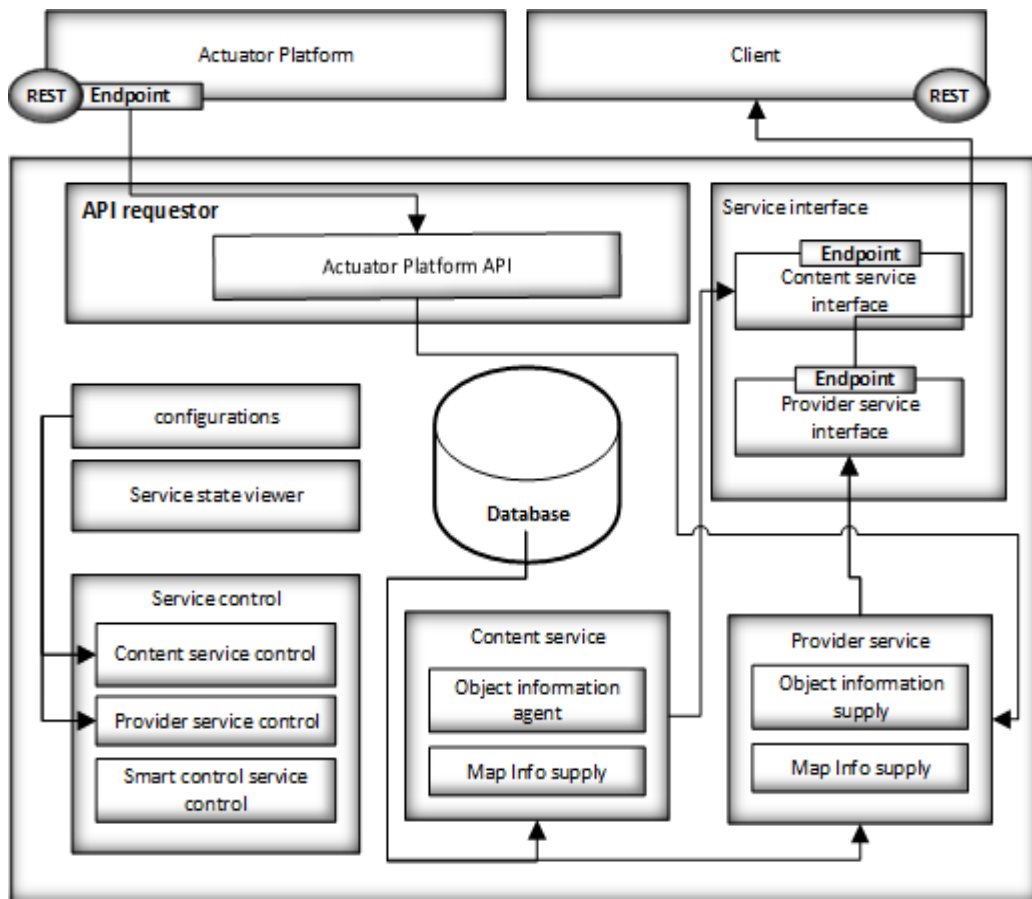 Actuator Platform
Client
REST
Endpoint
REST
API requestor
Actuator Platform API
Service interface
Endpoint
Content service
interface
Endpoint
Provider service
interface
configurations
Service state viewer
Database
Service control
Content service control
Provider service control
Smart control service
control
Content service
Object information
agent
Map Info supply
Provider service
Object information
supply
Map Info supply